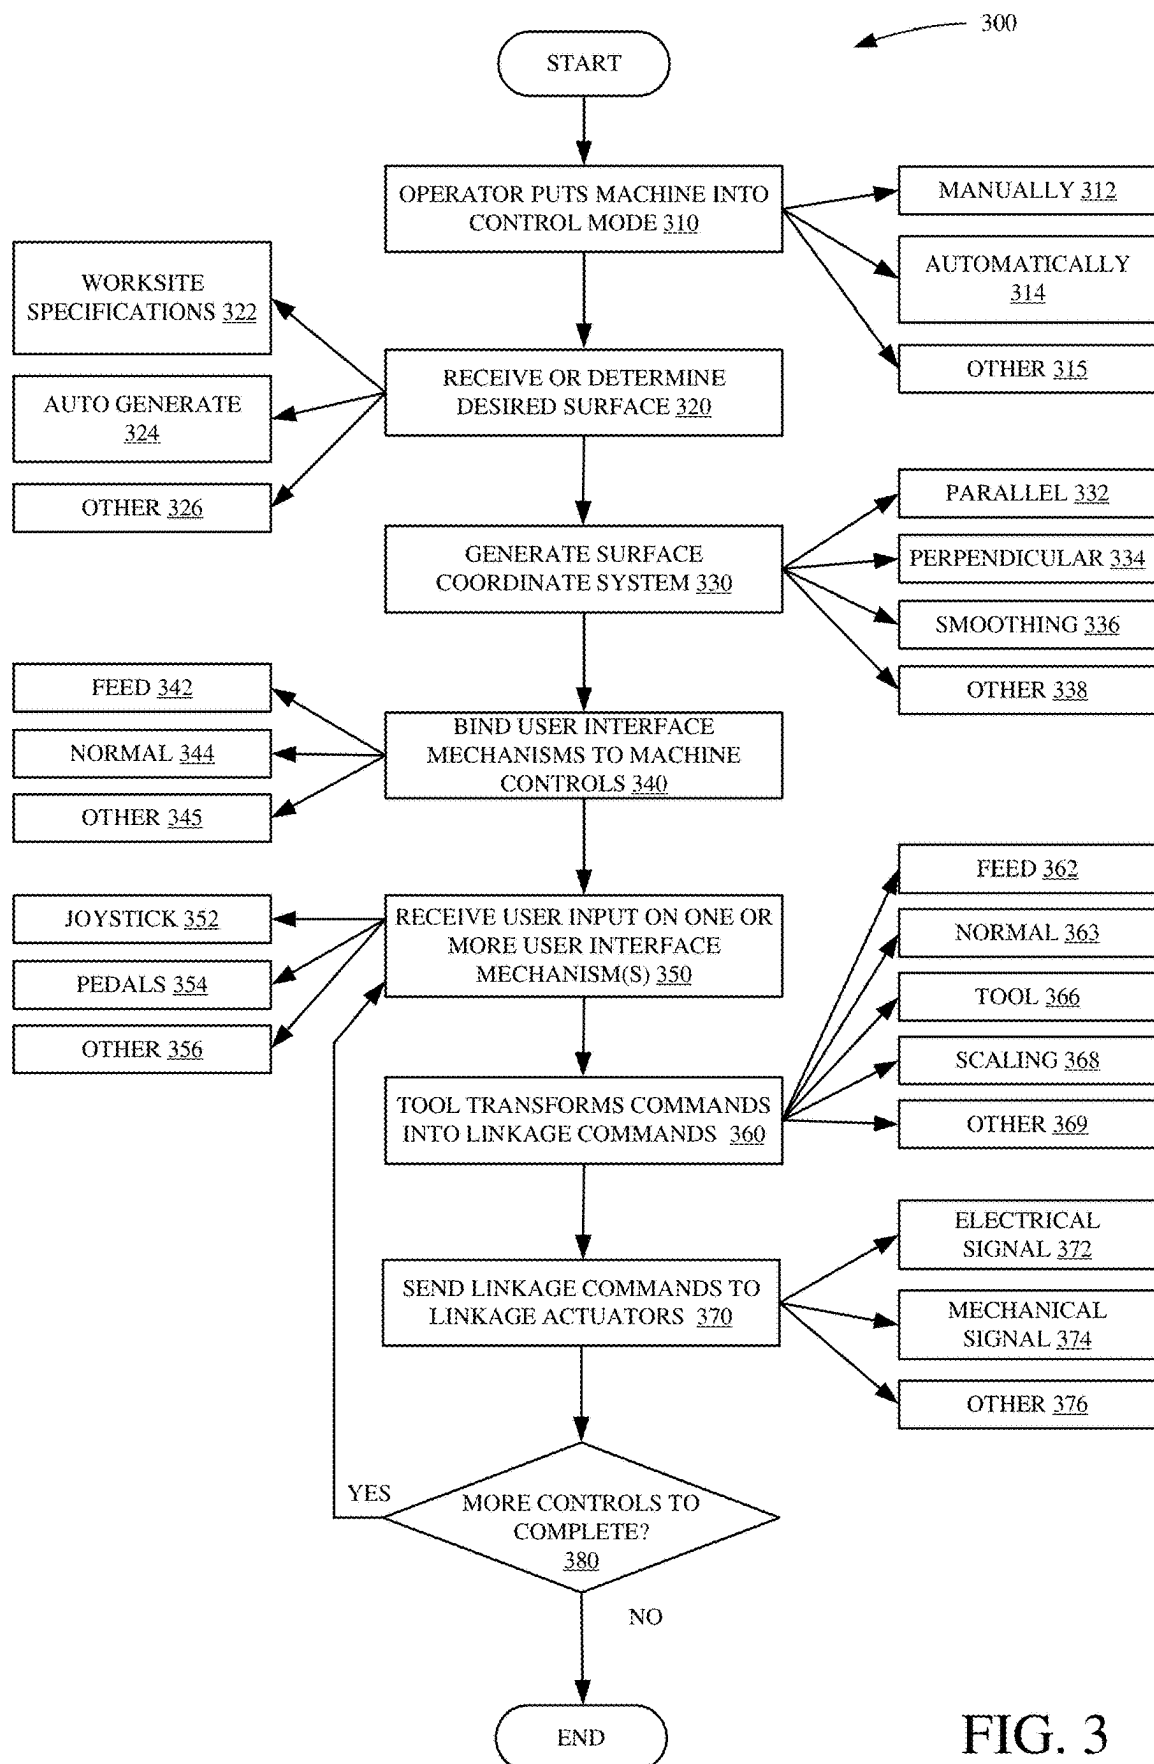 300
START
OPERATOR PUTS MACHINE INTO
CONTROL MODE 310
MANUALLY 312
AUTOMATICALLY
314
OTHER 315
WORKSITE
SPECIFICATIONS 322
AUTO GENERATE
324
OTHER 326
RECEIVE OR DETERMINE
DESIRED SURFACE 320
GENERATE SURFACE
COORDINATE SYSTEM 330
PARALLEL 332
PERPENDICULAR 334
SMOOTHING 336
OTHER 338
FEED 342
NORMAL 344
OTHER 345
BIND USER INTERFACE
MECHANISMS TO MACHINE
CONTROLS 340
JOYSTICK 352
PEDALS 354
OTHER 356
RECEIVE USER INPUT ON ONE OR
MORE USER INTERFACE
MECHANISM(S) 350
FEED 362
NORMAL 363
TOOL 366
SCALING 368
OTHER 369
TOOL TRANSFORMS COMMANDS
INTO LINKAGE COMMANDS 360
SEND LINKAGE COMMANDS TO
LINKAGE ACTUATORS 370
ELECTRICAL
SIGNAL 372
MECHANICAL
SIGNAL 374
OTHER 376
YES
MORE CONTROLS TO
COMPLETE?
380
NO
END
FIG. 3